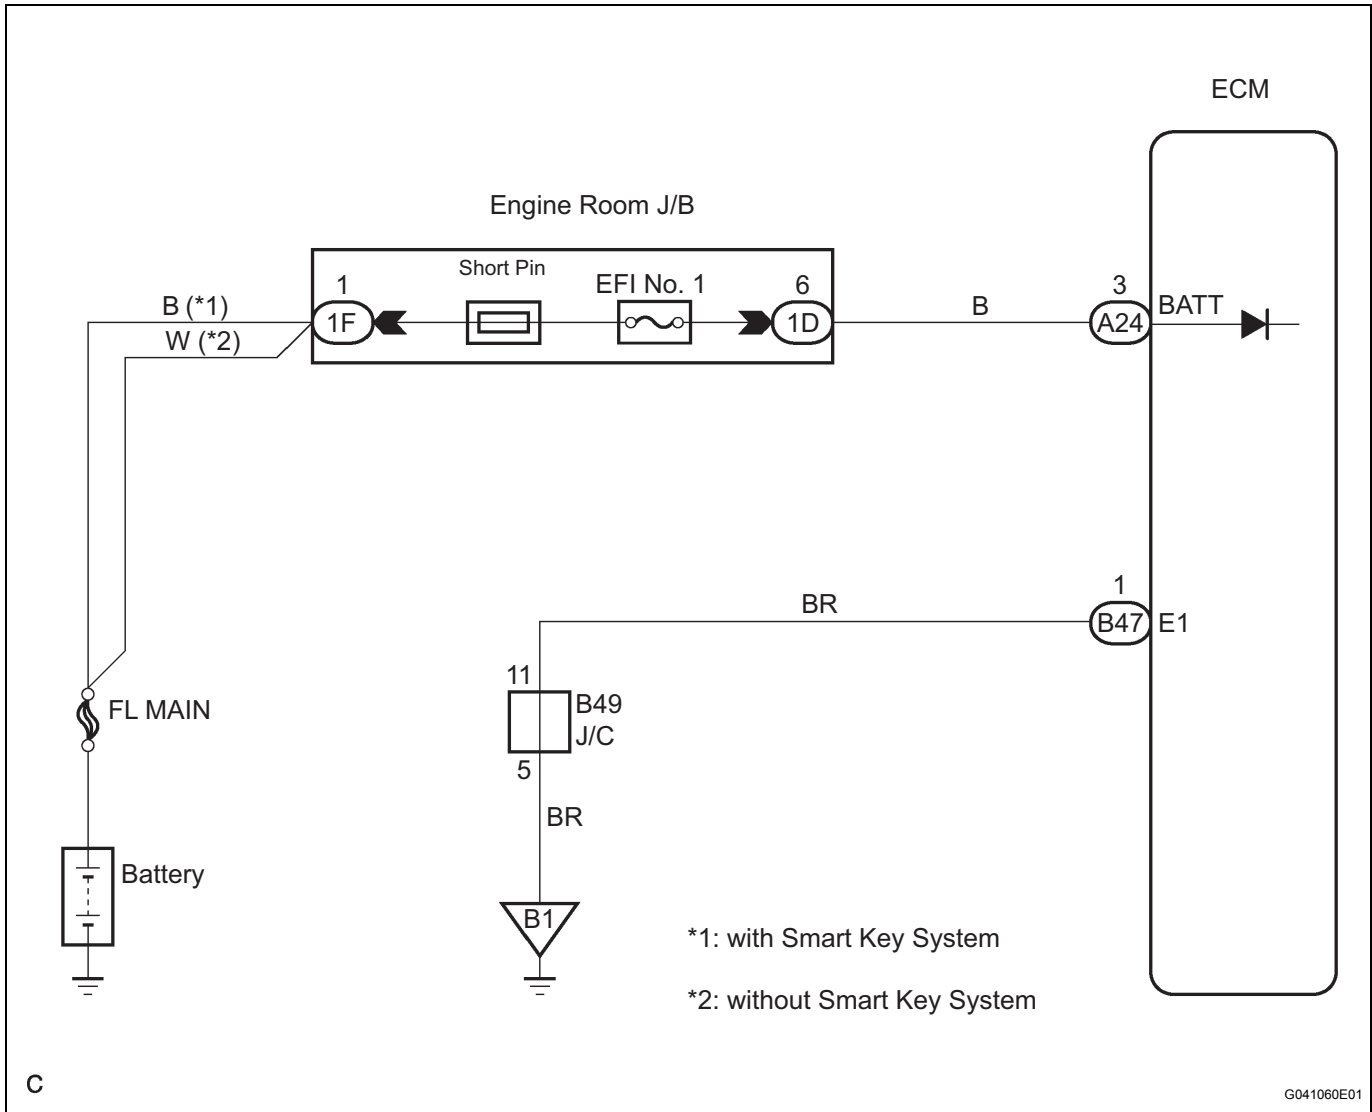 ECM
Engine Room J/B
Short Pin
EFI No. 1
1
6
3
B (*1)
1F
1D
B
A24
BATT
W (*2)
1
BR
B47
E1
11
B49
J/C
5
FL MAIN
BR
Battery
B1
*1: with Smart Key System
*2: without Smart Key System
C
G041060E01